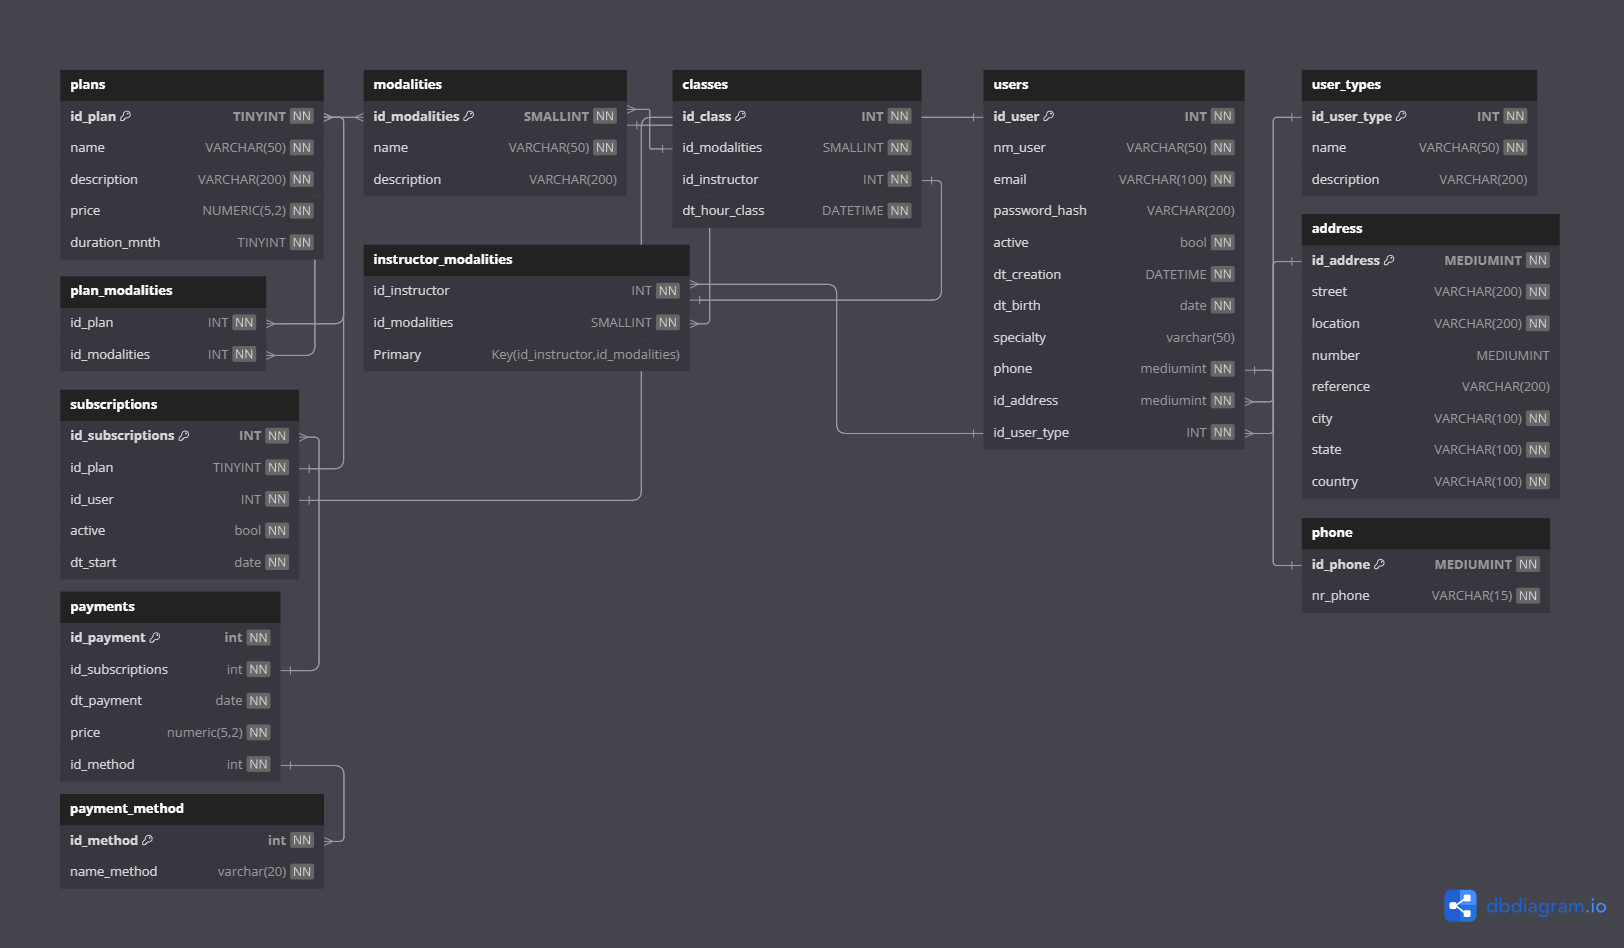 plans
id_plan TINYINT NN
name VARCHAR(50) NN
description VARCHAR(200) NN
price NUMERIC(5,2) NN
duration_mnth TINYINT NN
plan_modalities
id_plan INT NN
id_modalities INT NN
subscriptions
id_subscriptions INT NN
id_plan TINYINT NN
id_user INT NN
active bool NN
dt_start date NN
payments
id_payment int NN
id_subscriptions int NN
dt_payment date NN
price numeric(5,2) NN
id_method int NN
payment_method
id_method int NN
name_method varchar(20) NN
modalities
id_modalities SMALLINT NN
name VARCHAR(50) NN
description VARCHAR(200)
instructor_modalities
id_instructor INT NN
id_modalities SMALLINT NN
Primary Key(id_instructor,id_modalities)
classes
id_class INT NN
id_modalities SMALLINT NN
id_instructor INT NN
dt_hour_class DATETIME NN
users
id_user INT NN
nm_user VARCHAR(50) NN
email VARCHAR(100) NN
password_hash VARCHAR(200)
active bool NN
dt_creation DATETIME NN
dt_birth date NN
specialty varchar(50)
phone mediumint NN
id_address mediumint NN
id_user_type INT NN
user_types
id_user_type INT NN
name VARCHAR(50) NN
description VARCHAR(200)
address
id_address MEDIUMINT NN
street VARCHAR(200) NN
location VARCHAR(200) NN
number MEDIUMINT
reference VARCHAR(200)
city VARCHAR(100) NN
state VARCHAR(100) NN
country VARCHAR(100) NN
phone
id_phone MEDIUMINT NN
nr_phone VARCHAR(15) NN
dbdiagram.io